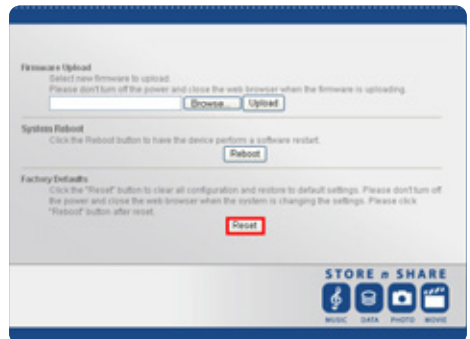 Firmware Upload
Select new firmware to upload.
Please don't turn off the power and close the web browser when the firmware is uploading.
Browse... Upload
System Reboot
Click the Reboot button to have the device perform a software restart.
Reboot
Factory Defaults
Click the "Reset" button to clear all configuration and restore to default settings. Please don't turn off
the power and close the web browser when the system is changing the settings. Please click
"Reboot" button after reset.
Reset
STORE n SHARE
MUSIC DATA PHOTO MOVIE